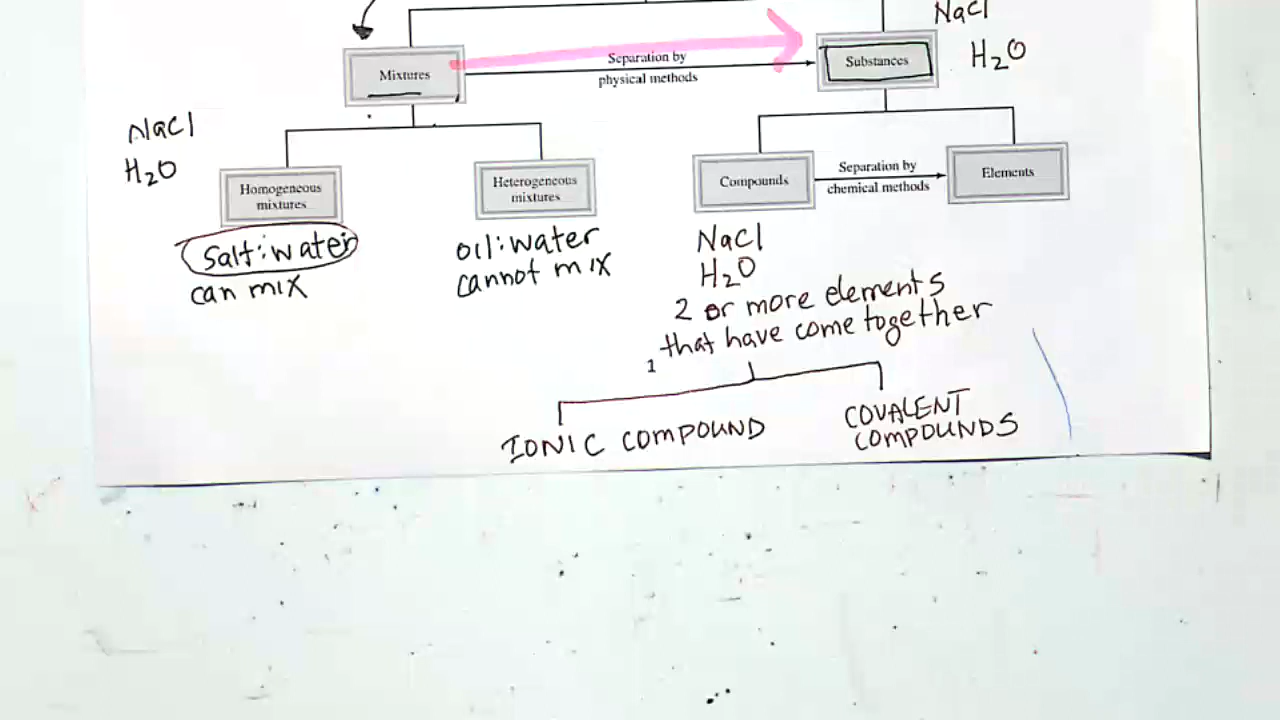 NaCl
H₂O
Mixtures
Separation by
physical methods
Substances
NaCl
H₂O
Homogeneous
mixtures
Heterogeneous
mixtures
Compounds
Separation by
chemical methods
Elements
Salt:water
can mix
oil:water
cannot mix
NaCl
H₂O
2 or more elements
that have come together
1
IONIC COMPOUND
COVALENT
COMPOUNDS